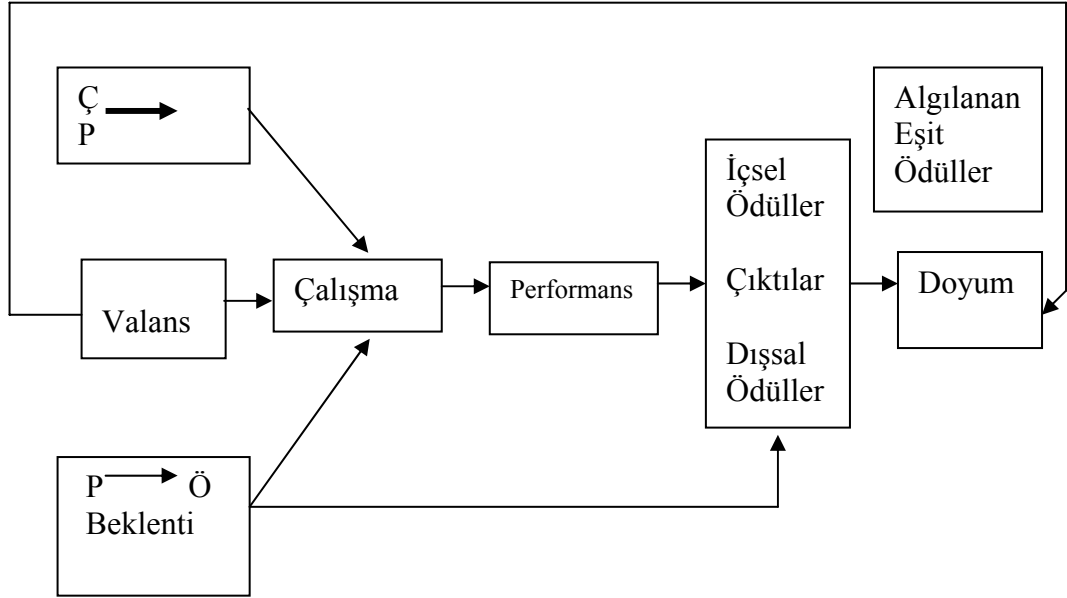 Ç
P
Algılanan
Eşit
Ödüller
İçsel
Ödüller
Çıktılar
Dışsal
Ödüller
Valans
Çalışma
Performans
Doyum
P Ö
Beklenti